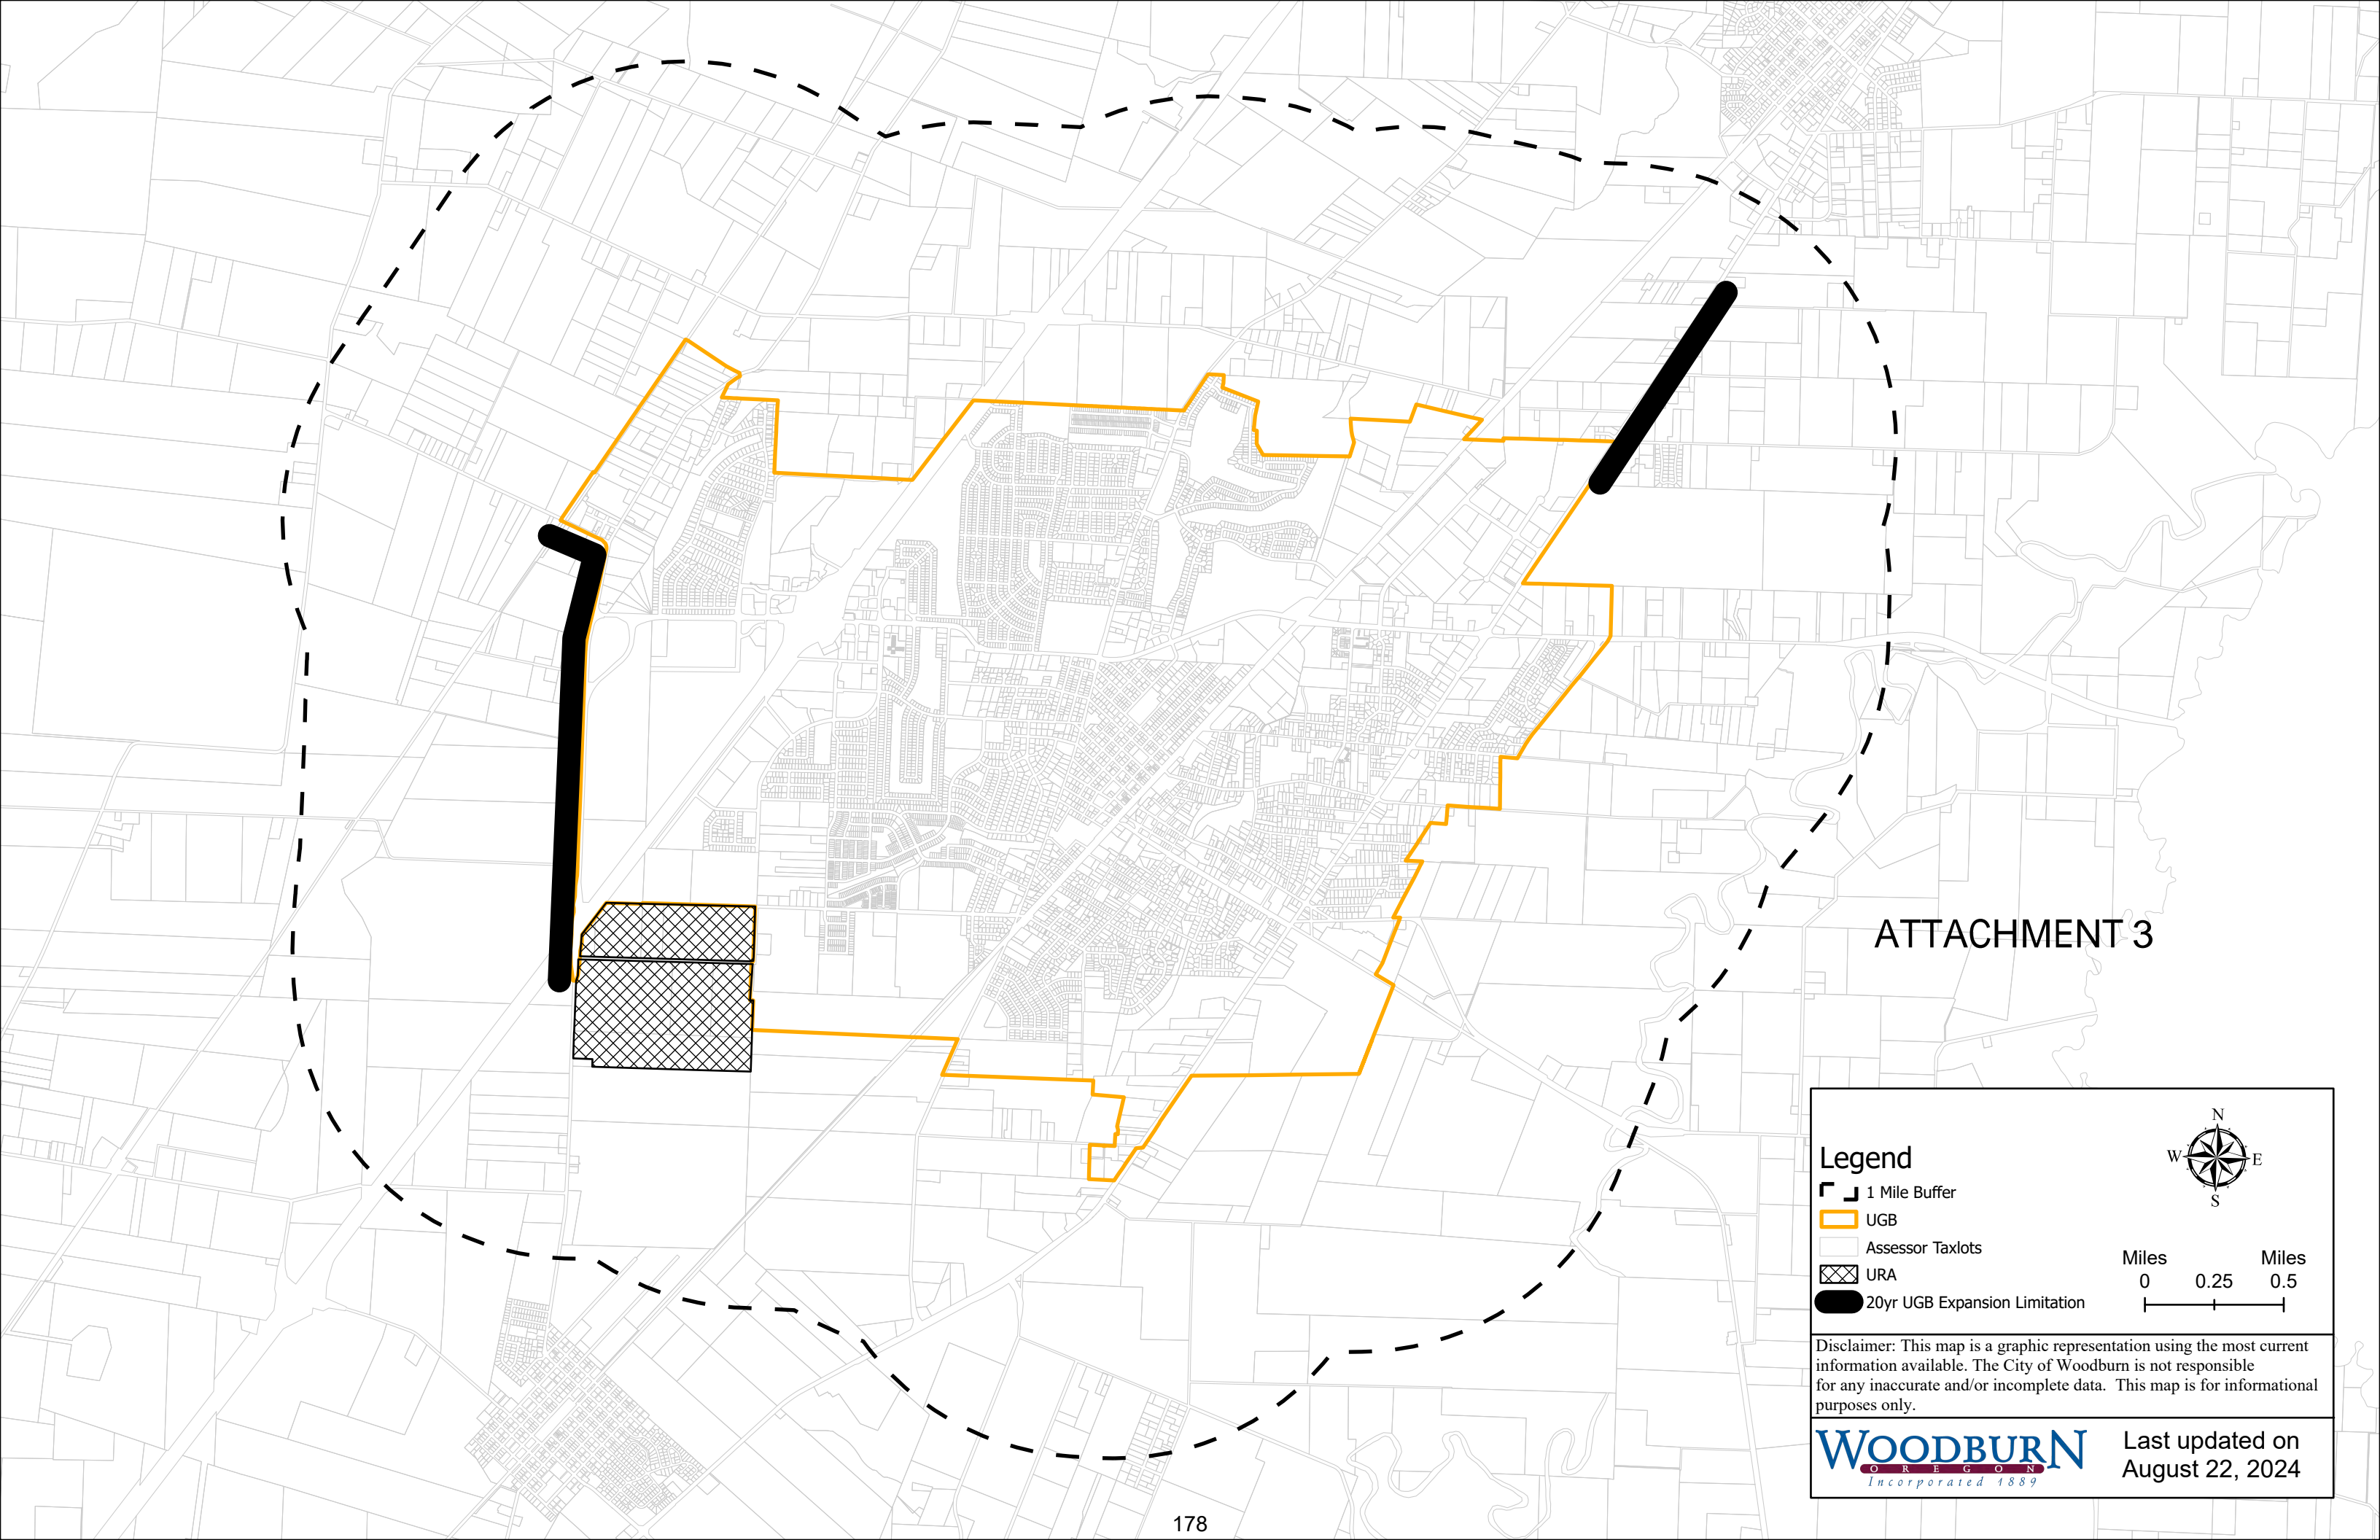 ATTACHMENT 3
N
W E
S
Legend
1 Mile Buffer
UGB
Assessor Taxlots
URA
20yr UGB Expansion Limitation
Miles Miles
0 0.25 0.5
Disclaimer: This map is a graphic representation using the most current
information available. The City of Woodburn is not responsible
for any inaccurate and/or incomplete data. This map is for informational
purposes only.
WOODBURN
OREGON
Incorporated 1889
Last updated on
August 22, 2024
178